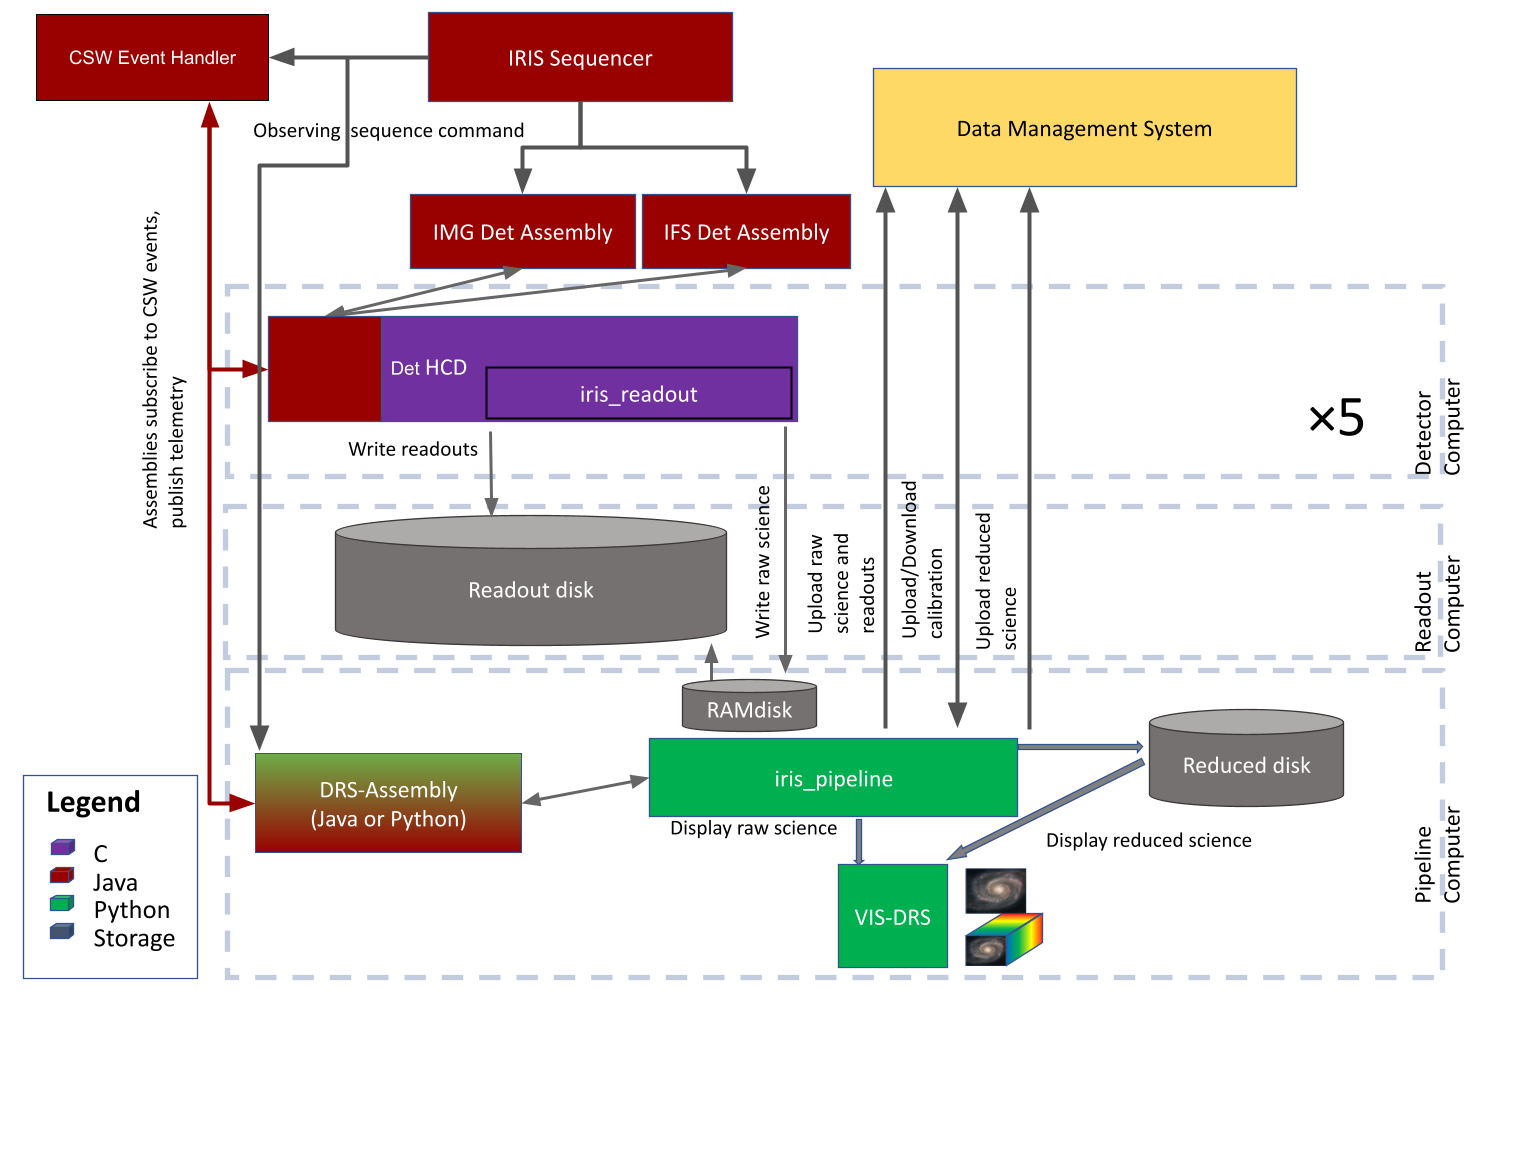 CSW Event Handler
IRIS Sequencer
Data Management System
Observing sequence command
IMG Det Assembly
IFS Det Assembly
Assemblies subscribe to CSW events,
publish telemetry
Det HCD
iris_readout
×5
Detector
Computer
Write readouts
Readout disk
Write raw science
Upload raw
science and
readouts
Upload/Download
calibration
Upload reduced
science
Readout
Computer
RAMdisk
DRS-Assembly
(Java or Python)
iris_pipeline
Reduced disk
Display raw science
Display reduced science
VIS-DRS
Pipeline
Computer
Legend
C
Java
Python
Storage